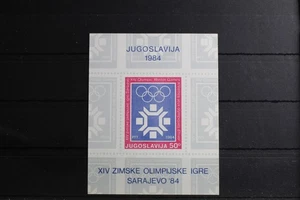 JUGOSLAVIJA
1984
JUGOSLAVIJA 50
XIV ZIMSKE OLIMPIJSKE IGRE
SARAJEVO '84